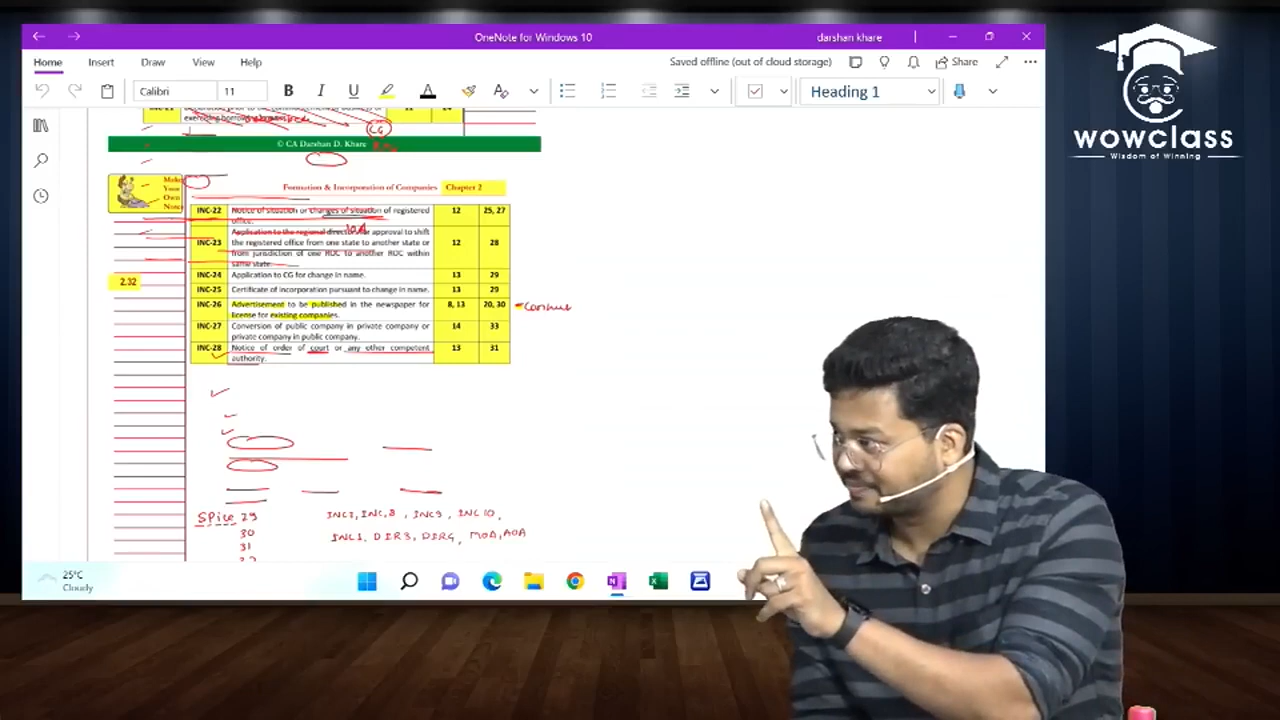 OneNote for Windows 10
darshan khare
Home Insert Draw View Help
Saved offline (out of cloud storage)
Share
Calibri 11
Heading 1
CG
© CA Darshan D. Khare
Make
Your
Own
Notes
Formation & Incorporation of Companies Chapter 2
INC-22 Notice of situation or changes of situation of registered office. 12 25, 27
INC-23 Application to the regional director for approval to shift the registered office from one state to another state or from jurisdiction of one ROC to another ROC within same state. 12 28
INC-24 Application to CG for change in name. 13 29
INC-25 Certificate of incorporation pursuant to change in name. 13 29
INC-26 Advertisement to be published in the newspaper for license for existing companies. 8, 13 20, 30
INC-27 Conversion of public company in private company or private company in public company. 14 33
INC-28 Notice of order of court or any other competent authority. 13 31
2.32
SPice 29
30
31
INC10,
DIR3,
MOA, AOA
25°C
Cloudy
wowclass
Wisdom of Winning